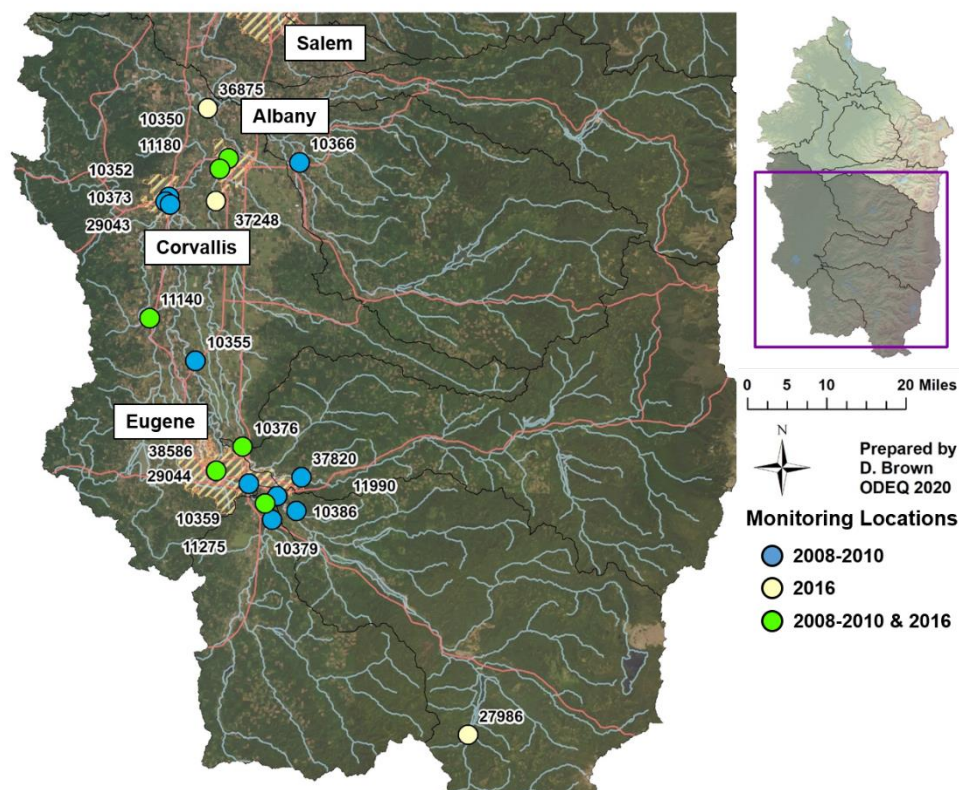 Salem
36875
Albany
10350
11180
10366
10352
10373
29043
37248
Corvallis
11140
10355
Eugene
10376
38586
37820
29044
11990
10386
10359
11275
10379
27986
0 5 10 20 Miles
N
Prepared by
D. Brown
ODEQ 2020
Monitoring Locations
2008-2010
2016
2008-2010 & 2016